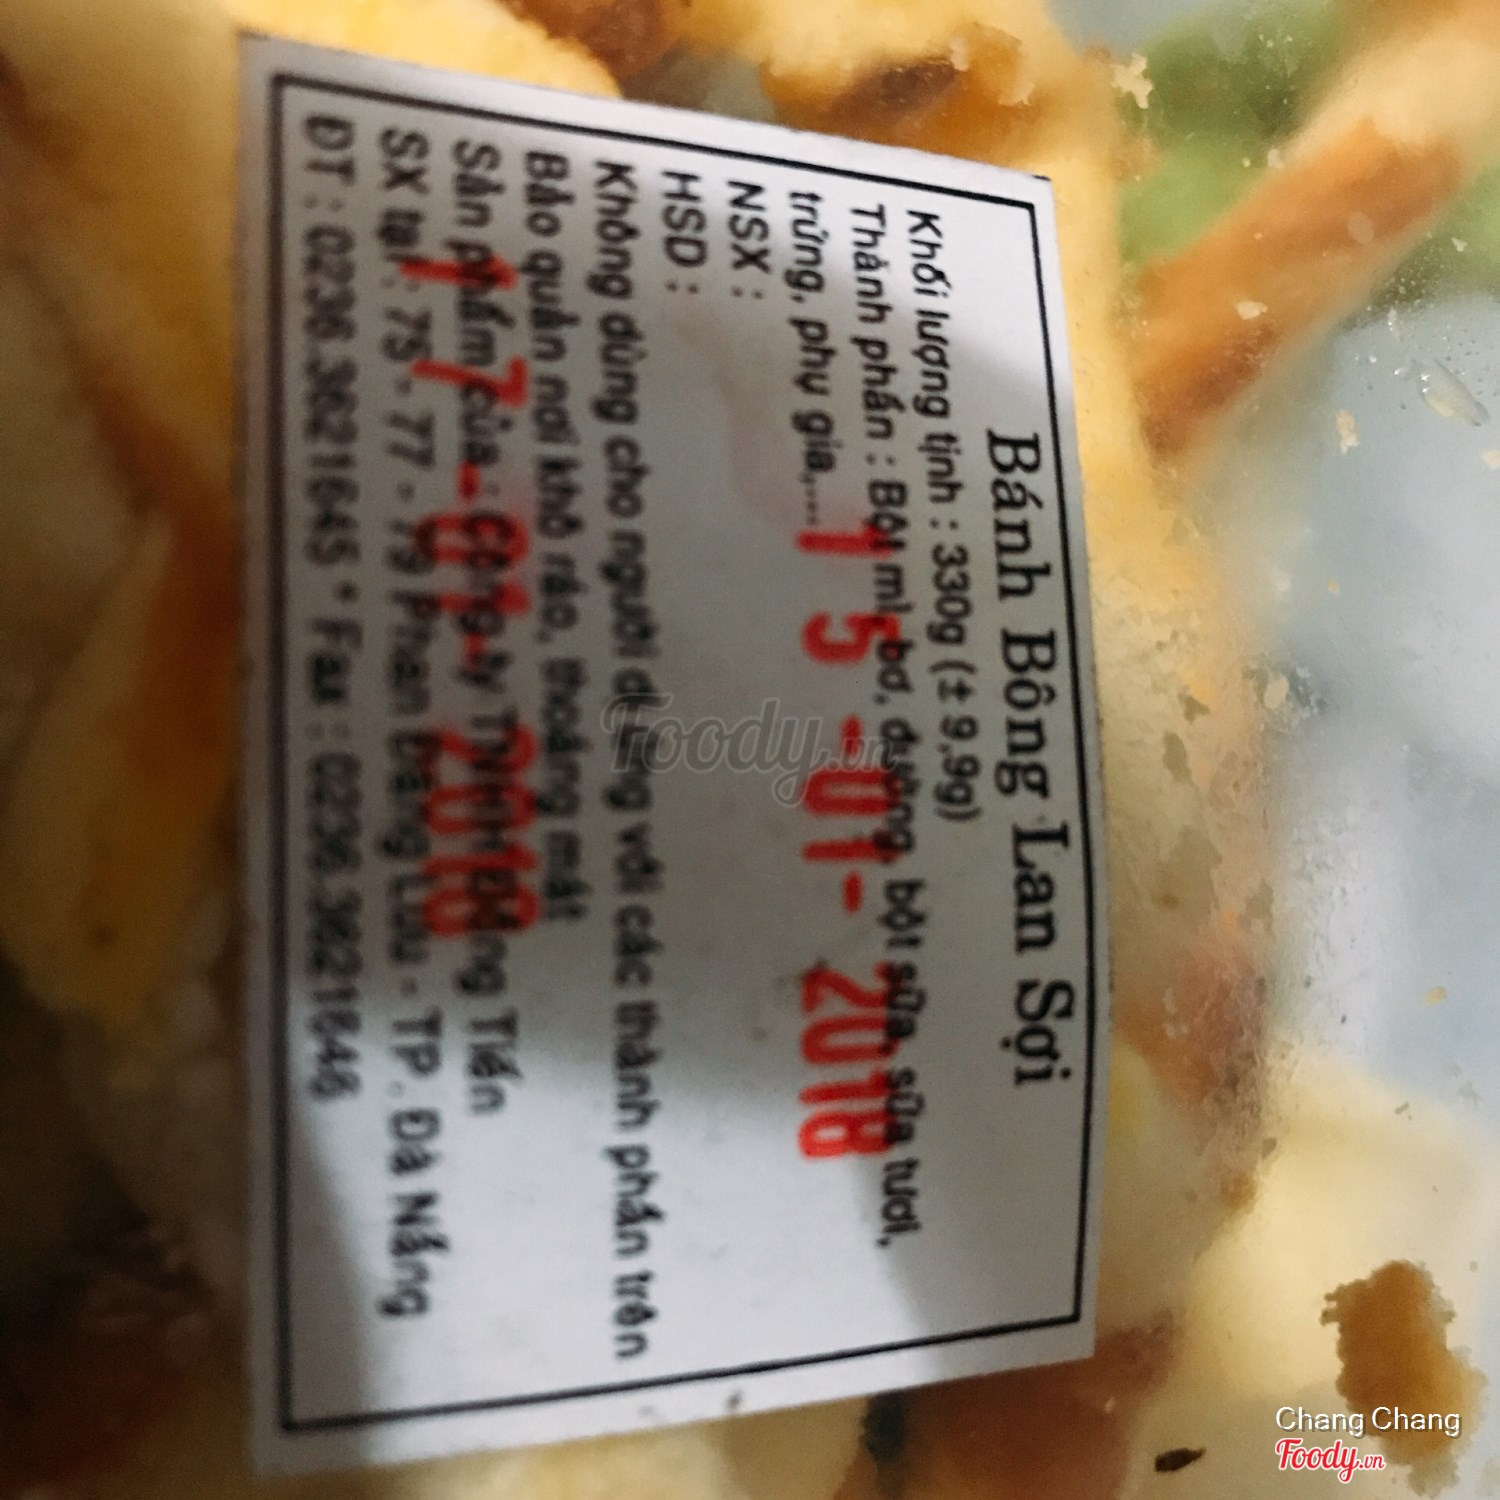 Bánh Bông Lan Sợi
Khối lượng tịnh : 330g (± 9,9g)
Thành phần : Bột mì, bơ, đường, bột sữa, sữa tươi,
trứng, phụ gia,...
NSX :
15-01-2018
HSD :
Không dùng cho người dị ứng với các thành phần trên
Bảo quản nơi khô ráo, thoáng mát
17-01-2018
Sản phẩm của : Công ty TNHH Đồng Tiến
SX tại : 75 - 77 - 79 Phan Đăng Lưu - TP. Đà Nẵng
ĐT : 0236.3621645 * Fax : 0236.3621646
Foody.vn
Chang Chang
Foody.vn